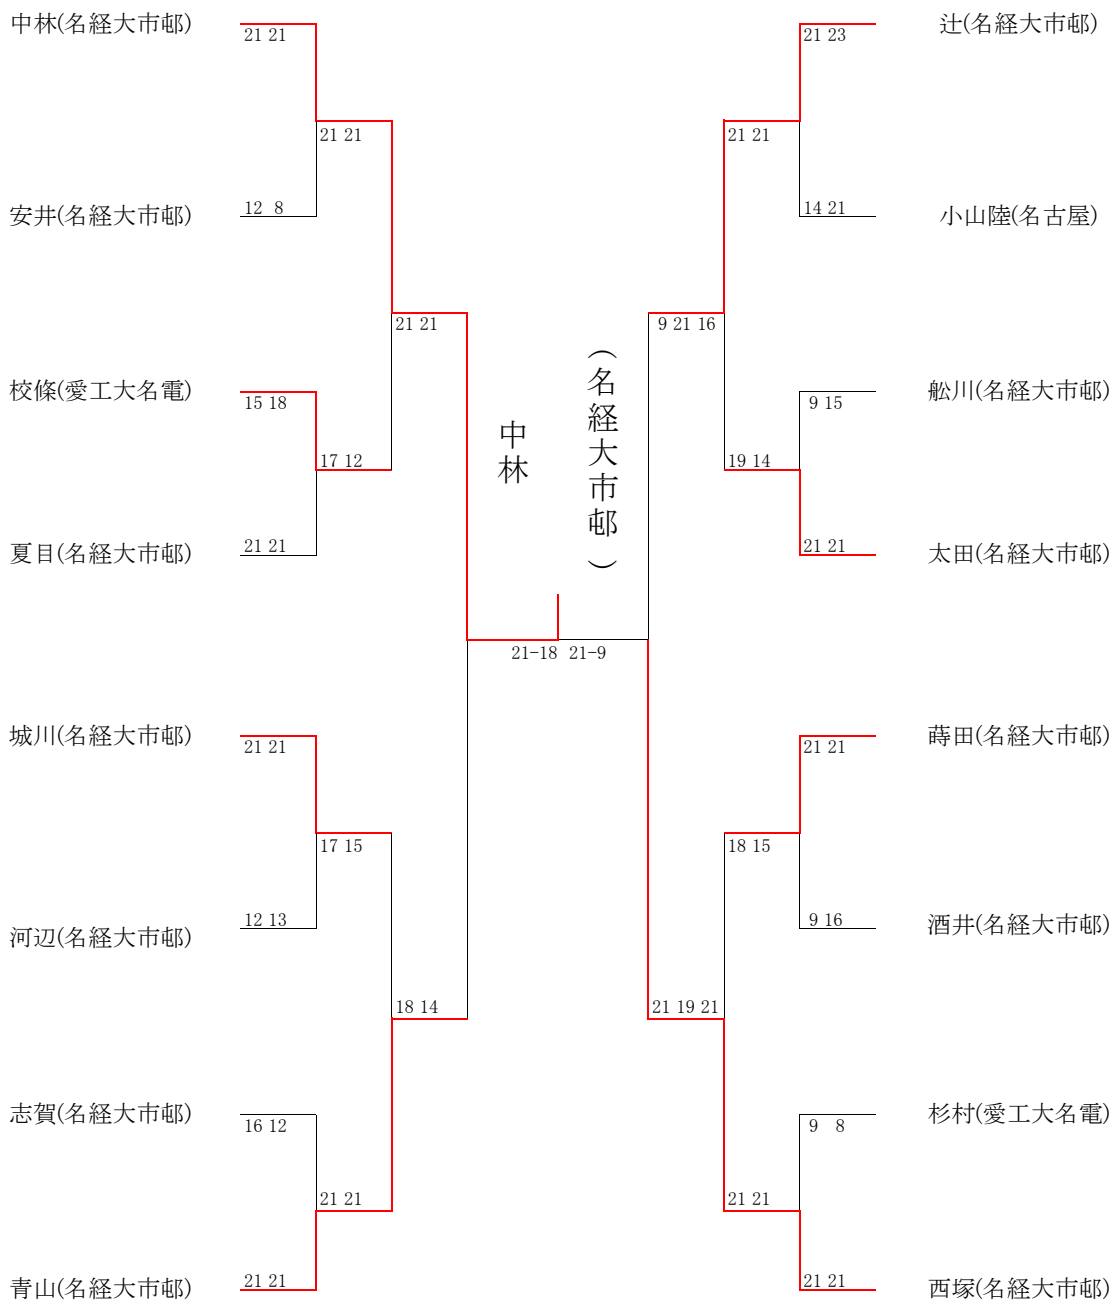 中林(名経大市邨)
21 21
21 21
12 8
安井(名経大市邨)
21 21
校條(愛工大名電)
15 18
17 12
21 21
夏目(名経大市邨)
城川(名経大市邨)
21 21
17 15
12 13
河辺(名経大市邨)
18 14
志賀(名経大市邨)
16 12
21 21
21 21
青山(名経大市邨)
中林
(名経大市邨)
21-18 21-9
辻(名経大市邨)
21 23
21 21
14 21
小山陸(名古屋)
9 21 16
舩川(名経大市邨)
9 15
19 14
21 21
太田(名経大市邨)
蒔田(名経大市邨)
21 21
18 15
9 16
酒井(名経大市邨)
21 19 21
杉村(愛工大名電)
9 8
21 21
21 21
西塚(名経大市邨)